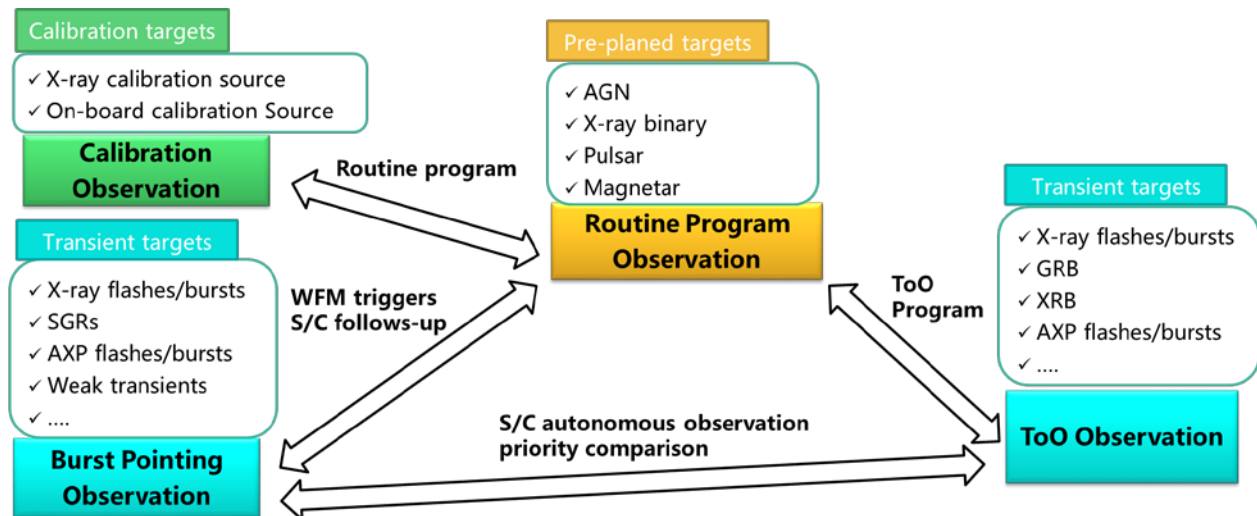 Calibration targets
✓ X-ray calibration source
✓ On-board calibration Source
Calibration
Observation
Pre-planed targets
✓ AGN
✓ X-ray binary
✓ Pulsar
✓ Magnetar
Routine Program
Observation
Routine program
Transient targets
✓ X-ray flashes/bursts
✓ SGRs
✓ AXP flashes/bursts
✓ Weak transients
✓ ....
Burst Pointing
Observation
WFM triggers
S/C follows-up
ToO
Program
Transient targets
✓ X-ray flashes/bursts
✓ GRB
✓ XRB
✓ AXP flashes/bursts
✓ ....
ToO Observation
S/C autonomous observation
priority comparison